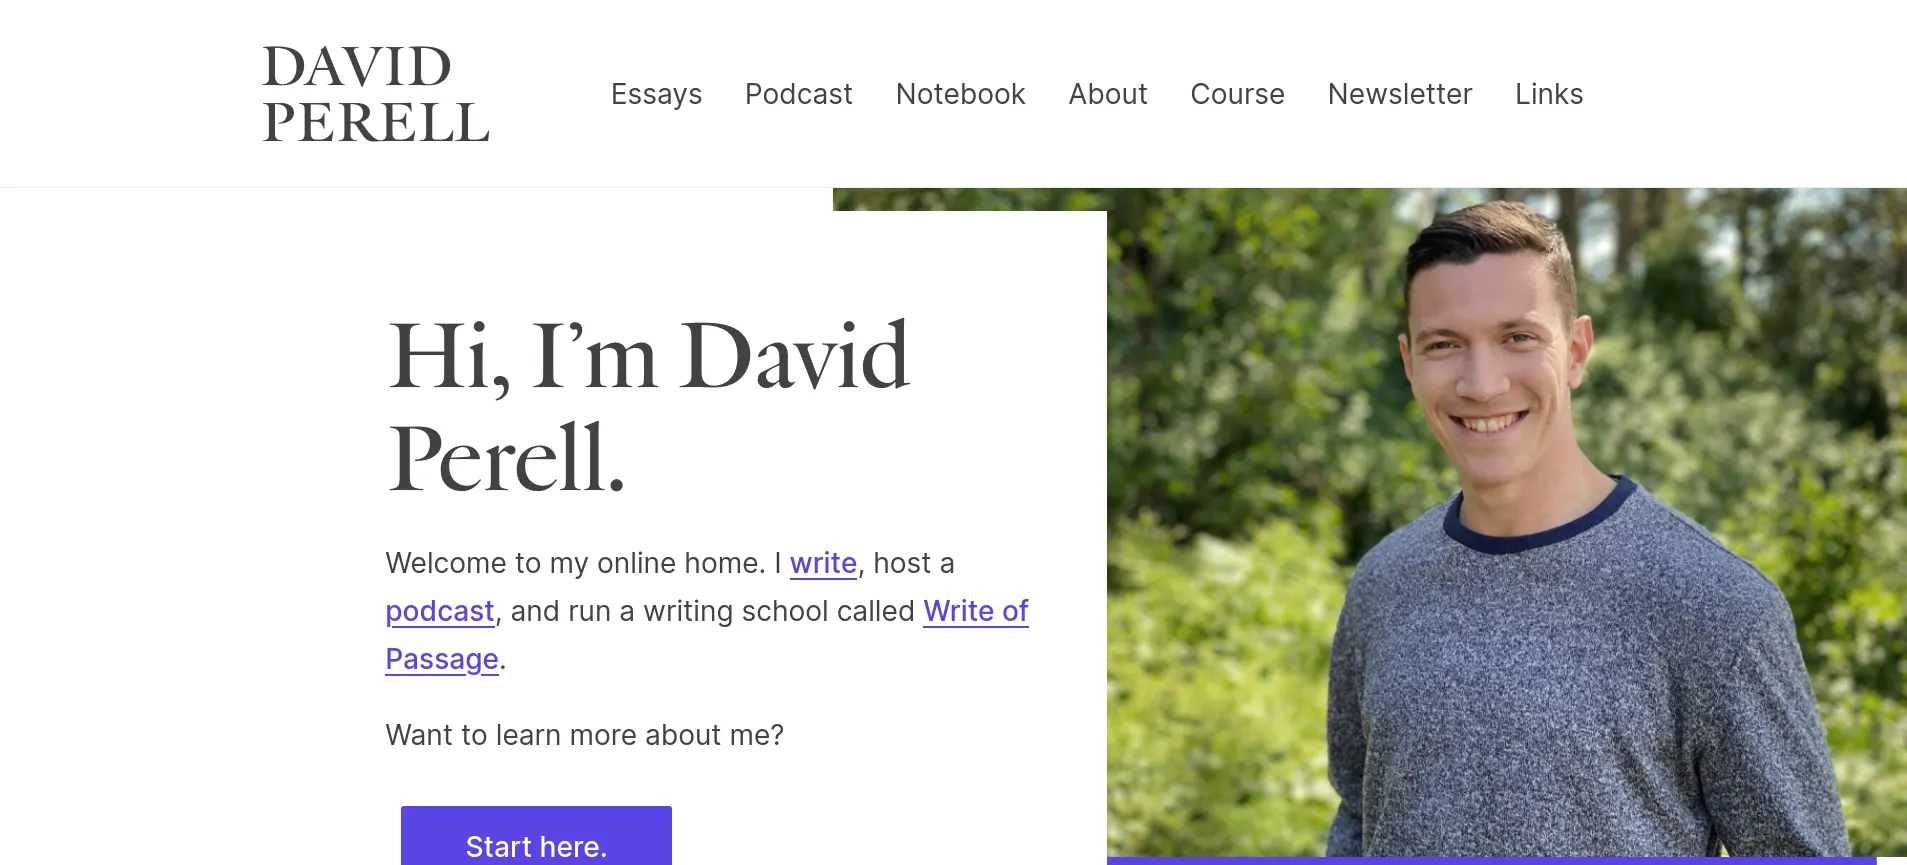 DAVID
PERELL
Essays Podcast Notebook About Course Newsletter Links
Hi, I’m David
Perell.
Welcome to my online home. I write, host a
podcast, and run a writing school called Write of
Passage.
Want to learn more about me?
Start here.